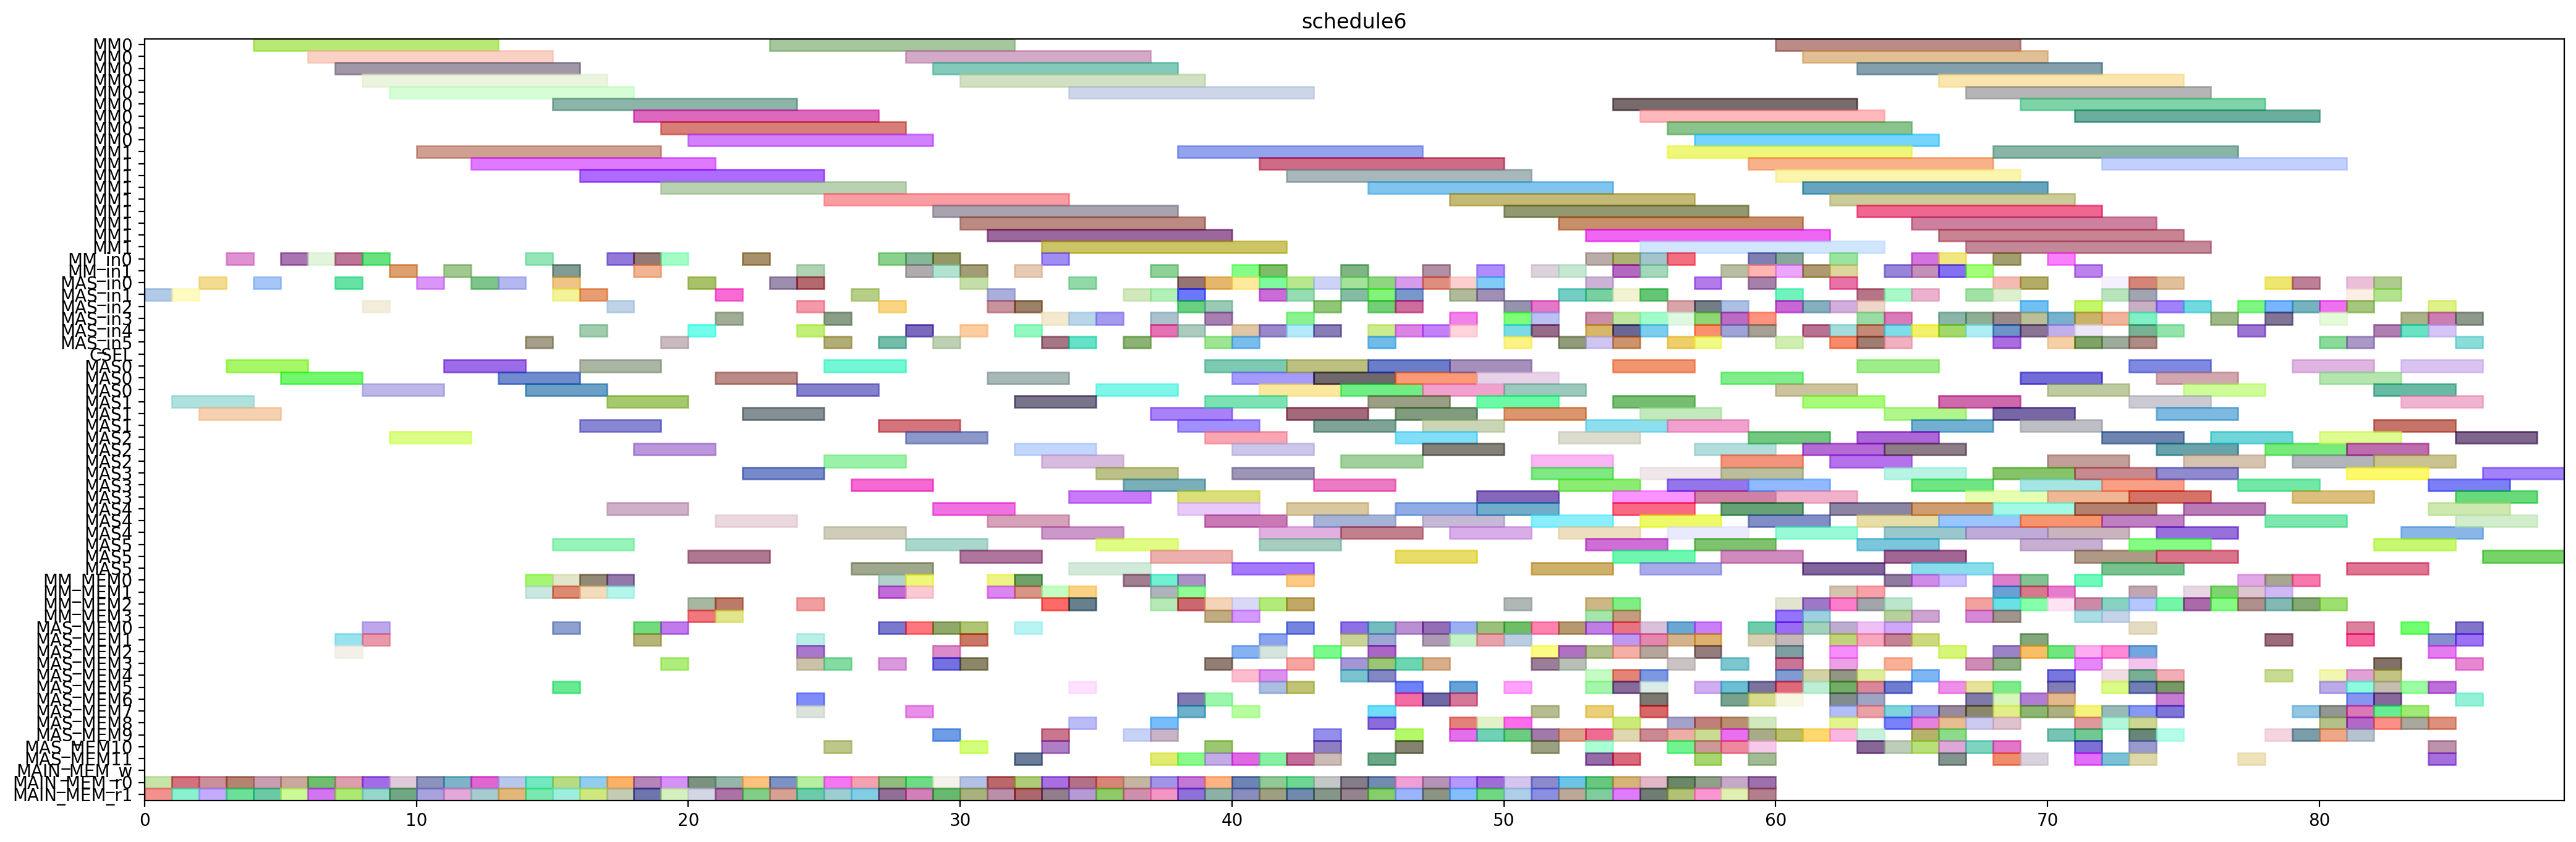 schedule6
MM0
MM0
MM0
MM0
MM0
MM0
MM0
MM0
MM0
MM1
MM1
MM1
MM1
MM1
MM1
MM1
MM1
MM1
MM_in0
MM_in1
MAS_in0
MAS_in1
MAS_in2
MAS_in3
MAS_in4
MAS_in5
CSEL
MAS0
MAS0
MAS0
MAS1
MAS1
MAS1
MAS2
MAS2
MAS2
MAS3
MAS3
MAS3
MAS4
MAS4
MAS4
MAS5
MAS5
MAS5
MM_MEM0
MM_MEM1
MM_MEM2
MM_MEM3
MAS_MEM0
MAS_MEM1
MAS_MEM2
MAS_MEM3
MAS_MEM4
MAS_MEM5
MAS_MEM6
MAS_MEM7
MAS_MEM8
MAS_MEM9
MAS_MEM10
MAS_MEM11
MAIN_MEM_w
MAIN_MEM_r0
MAIN_MEM_r1
0 10 20 30 40 50 60 70 80